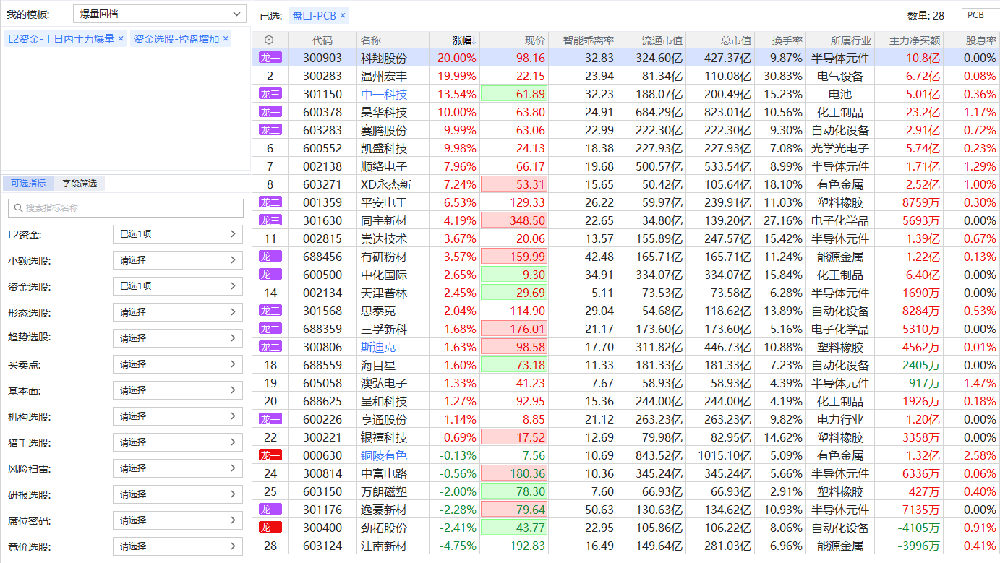 我的模板: 爆量回档
L2资金-十日内主力爆量 × 资金选股-控盘增加 ×
可选指标 字段筛选
搜索指标名称
L2资金: 已选1项
小额选股: 请选择
资金选股: 已选1项
形态选股: 请选择
趋势选股: 请选择
买卖点: 请选择
基本面: 请选择
机构选股: 请选择
猎手选股: 请选择
风险扫雷: 请选择
研报选股: 请选择
席位密码: 请选择
竞价选股: 请选择
已选: 盘口-PCB × 数量: 28 PCB
代码 名称 涨幅↓ 现价 智能乖离率 流通市值 总市值 换手率 所属行业 主力净买额 股息率
龙一 300903 科翔股份 20.00% 98.16 32.83 324.60亿 427.37亿 9.87% 半导体元件 10.8亿 0.00%
2 300283 温州宏丰 19.99% 22.15 23.94 81.34亿 110.08亿 30.83% 电气设备 6.72亿 0.08%
龙三 301150 中一科技 13.54% 61.89 32.23 188.07亿 200.49亿 15.23% 电池 5.01亿 0.36%
龙一 600378 昊华科技 10.00% 63.80 24.91 684.29亿 823.01亿 10.56% 化工制品 23.2亿 1.17%
龙二 603283 赛腾股份 9.99% 63.06 22.99 222.30亿 222.30亿 9.30% 自动化设备 2.91亿 0.72%
6 600552 凯盛科技 9.98% 24.13 18.38 227.93亿 227.93亿 7.08% 光学光电子 5.74亿 0.23%
7 002138 顺络电子 7.96% 66.17 19.68 500.57亿 533.54亿 8.99% 半导体元件 1.71亿 1.29%
8 603271 XD永杰新 7.24% 53.31 15.65 50.42亿 105.64亿 18.10% 有色金属 2.52亿 1.00%
龙二 001359 平安电工 6.53% 129.33 26.22 59.97亿 239.91亿 11.03% 塑料橡胶 8759万 0.30%
龙三 301630 同宇新材 4.19% 348.50 22.65 34.80亿 139.20亿 27.16% 电子化学品 5693万 0.00%
11 002815 崇达技术 3.67% 20.06 13.57 155.89亿 247.57亿 15.42% 半导体元件 1.39亿 0.67%
龙一 688456 有研粉材 3.57% 159.99 42.48 165.71亿 165.71亿 11.24% 能源金属 1.22亿 0.13%
龙一 600500 中化国际 2.65% 9.30 34.91 334.07亿 334.07亿 15.84% 化工制品 6.40亿 0.00%
14 002134 天津普林 2.45% 29.69 5.11 73.53亿 73.58亿 6.28% 半导体元件 1690万 0.00%
龙三 301568 思泰克 2.04% 114.90 29.04 54.68亿 118.62亿 13.89% 自动化设备 8284万 0.53%
龙二 688359 三孚新科 1.68% 176.01 21.17 173.60亿 173.60亿 5.16% 电子化学品 5310万 0.00%
龙二 300806 斯迪克 1.63% 98.58 17.70 311.82亿 446.73亿 10.88% 塑料橡胶 4562万 0.01%
18 688559 海目星 1.60% 73.18 11.33 181.33亿 181.33亿 7.23% 自动化设备 -2405万 0.00%
19 605058 澳弘电子 1.33% 41.23 7.67 58.93亿 58.93亿 4.39% 半导体元件 -917万 1.47%
20 688625 呈和科技 1.27% 92.95 15.36 244.00亿 244.00亿 4.19% 化工制品 1926万 0.18%
龙一 600226 亨通股份 1.14% 8.85 21.12 263.23亿 263.23亿 9.82% 电力行业 1.20亿 0.00%
22 300221 银禧科技 0.69% 17.52 12.69 79.98亿 82.95亿 14.62% 塑料橡胶 3358万 0.00%
龙一 000630 铜陵有色 -0.13% 7.56 10.69 843.52亿 1015.10亿 5.09% 有色金属 1.32亿 2.58%
24 300814 中富电路 -0.56% 180.36 10.36 345.24亿 345.24亿 5.66% 半导体元件 6336万 0.06%
25 603150 万朗磁塑 -2.00% 78.30 7.60 66.93亿 66.93亿 2.91% 塑料橡胶 427万 0.40%
龙一 301176 逸豪新材 -2.28% 79.64 50.63 130.63亿 134.62亿 10.93% 半导体元件 7135万 0.00%
龙一 300400 劲拓股份 -2.41% 43.77 22.95 105.86亿 106.22亿 8.06% 自动化设备 -4105万 0.91%
28 603124 江南新材 -4.75% 192.83 16.49 149.64亿 281.03亿 6.96% 能源金属 -3996万 0.41%